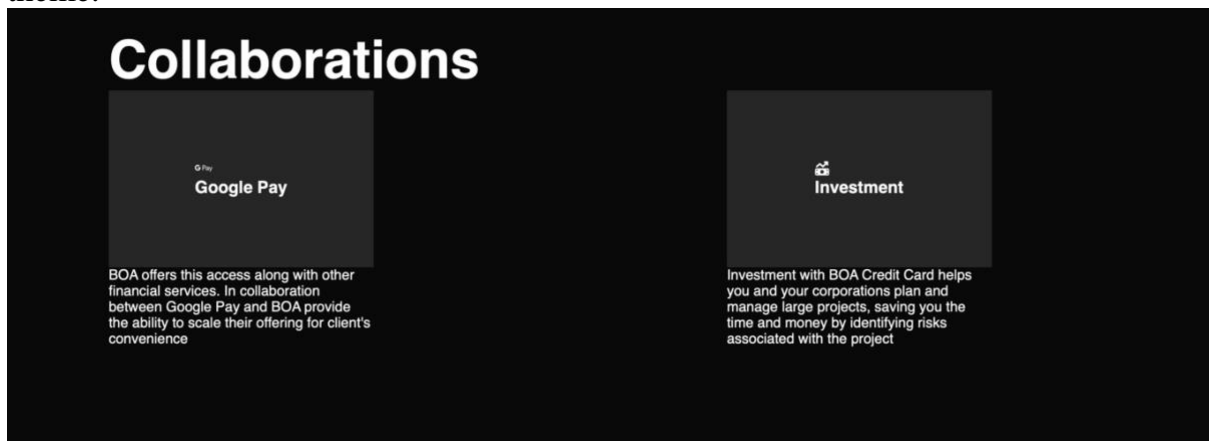 Collaborations
G Pay
Google Pay
BOA offers this access along with other
financial services. In collaboration
between Google Pay and BOA provide
the ability to scale their offering for client's
convenience
Investment
Investment with BOA Credit Card helps
you and your corporations plan and
manage large projects, saving you the
time and money by identifying risks
associated with the project